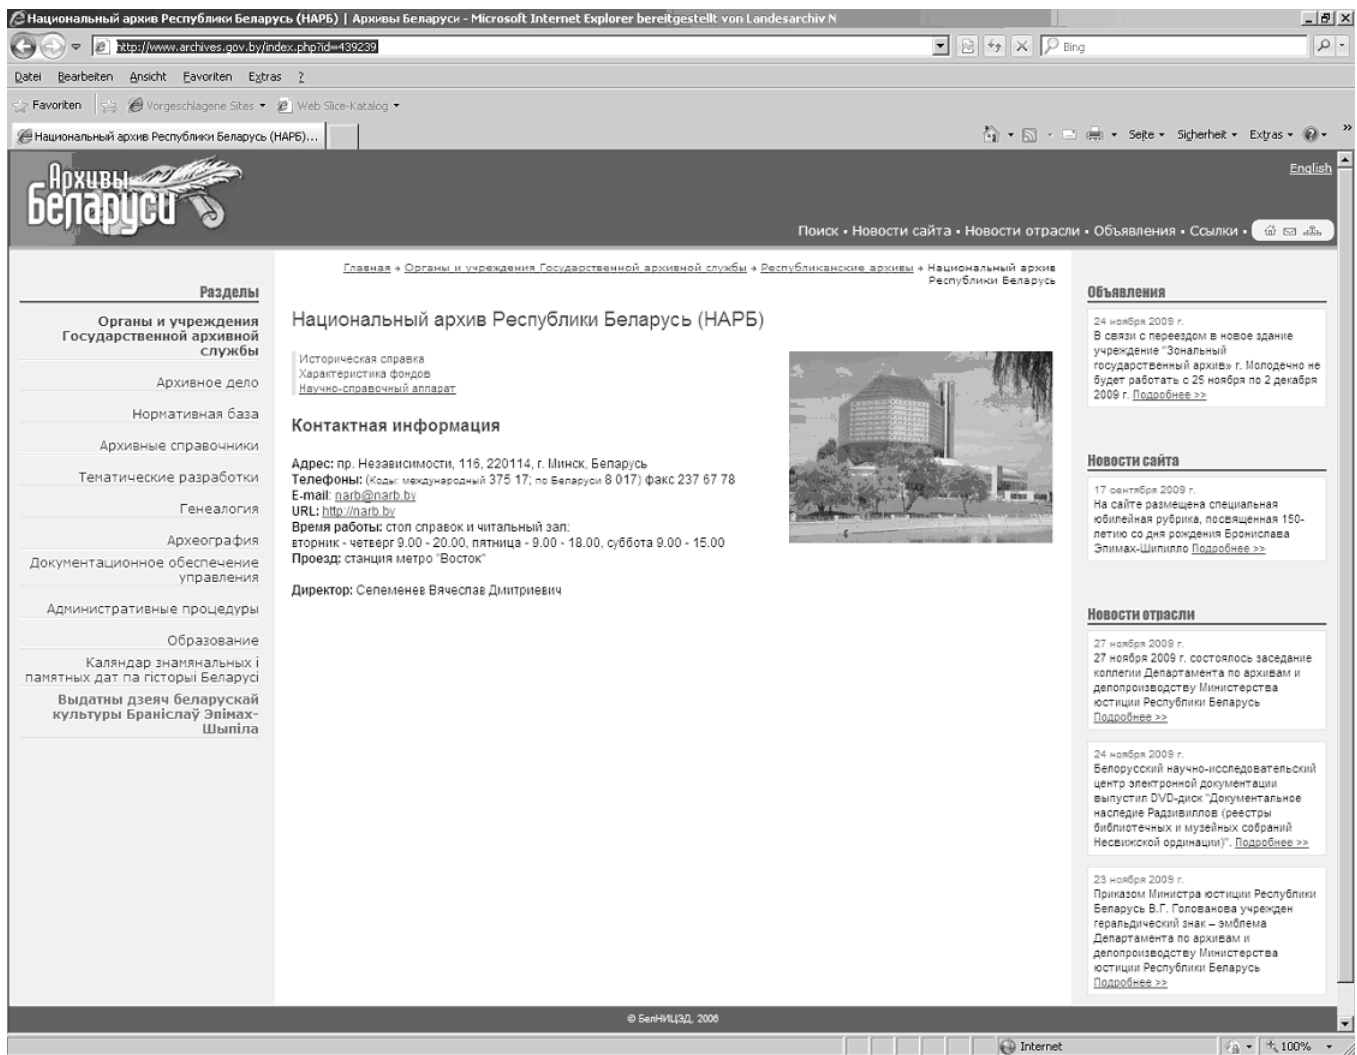 Национальный архив Республики Беларусь (НАРБ) | Архивы Беларуси - Microsoft Internet Explorer bereitgestellt von Landesarchiv N
http://www.archives.gov.by/index.php?id=439239
Bing
Datei Bearbeiten Ansicht Favoriten Extras ?
Favoriten Vorgeschlagene Sites Web Slice-Katalog
Национальный архив Республики Беларусь (НАРБ)...
Seite Sicherheit Extras
Архивы
Беларуси
English
Поиск • Новости сайта • Новости отрасли • Объявления • Ссылки •
Разделы
Органы и учреждения
Государственной архивной
службы
Архивное дело
Нормативная база
Архивные справочники
Тематические разработки
Генеалогия
Археография
Документационное обеспечение
управления
Административные процедуры
Образование
Каляндар знамянальных і
памятных дат па гісторыі Беларусі
Выдатны дзеяч беларускай
культуры Браніслаў Эпімах-
Шыпіла
Главная → Органы и учреждения Государственной архивной службы → Республиканские архивы → Национальный архив
Республики Беларусь
Национальный архив Республики Беларусь (НАРБ)
Историческая справка
Характеристика фондов
Научно-справочный аппарат
Контактная информация
Адрес: пр. Независимости, 116, 220114, г. Минск, Беларусь
Телефоны: (Коды: международный 375 17; по Беларуси 8 017) факс 237 67 78
E-mail: narb@narb.by
URL: http://narb.by
Время работы: стол справок и читальный зал:
вторник - четверг 9.00 - 20.00, пятница - 9.00 - 18.00, суббота 9.00 - 15.00
Проезд: станция метро "Восток"
Директор: Селеменев Вячеслав Дмитриевич
Объявления
24 ноября 2009 г.
В связи с переездом в новое здание
учреждение "Зональный
государственный архив» г. Молодечно не
будет работать с 25 ноября по 2 декабря
2009 г. Подробнее >>
Новости сайта
17 сентября 2009 г.
На сайте размещена специальная
юбилейная рубрика, посвященная 150-
летию со дня рождения Бронислава
Эпимах-Шипилло Подробнее >>
Новости отрасли
27 ноября 2009 г.
27 ноября 2009 г. состоялось заседание
коллегии Департамента по архивам и
делопроизводству Министерства
юстиции Республики Беларусь
Подробнее >>
24 ноября 2009 г.
Белорусский научно-исследовательский
центр электронной документации
выпустил DVD-диск "Документальное
наследие Радзивиллов (реестры
библиотечных и музейных собраний
Несвижской ординации)". Подробнее >>
23 ноября 2009 г.
Приказом Министра юстиции Республики
Беларусь В.Г. Голованова учрежден
геральдический знак – эмблема
Департамента по архивам и
делопроизводству Министерства
юстиции Республики Беларусь
Подробнее >>
© БелНИЦЭД, 2006
Internet
100%